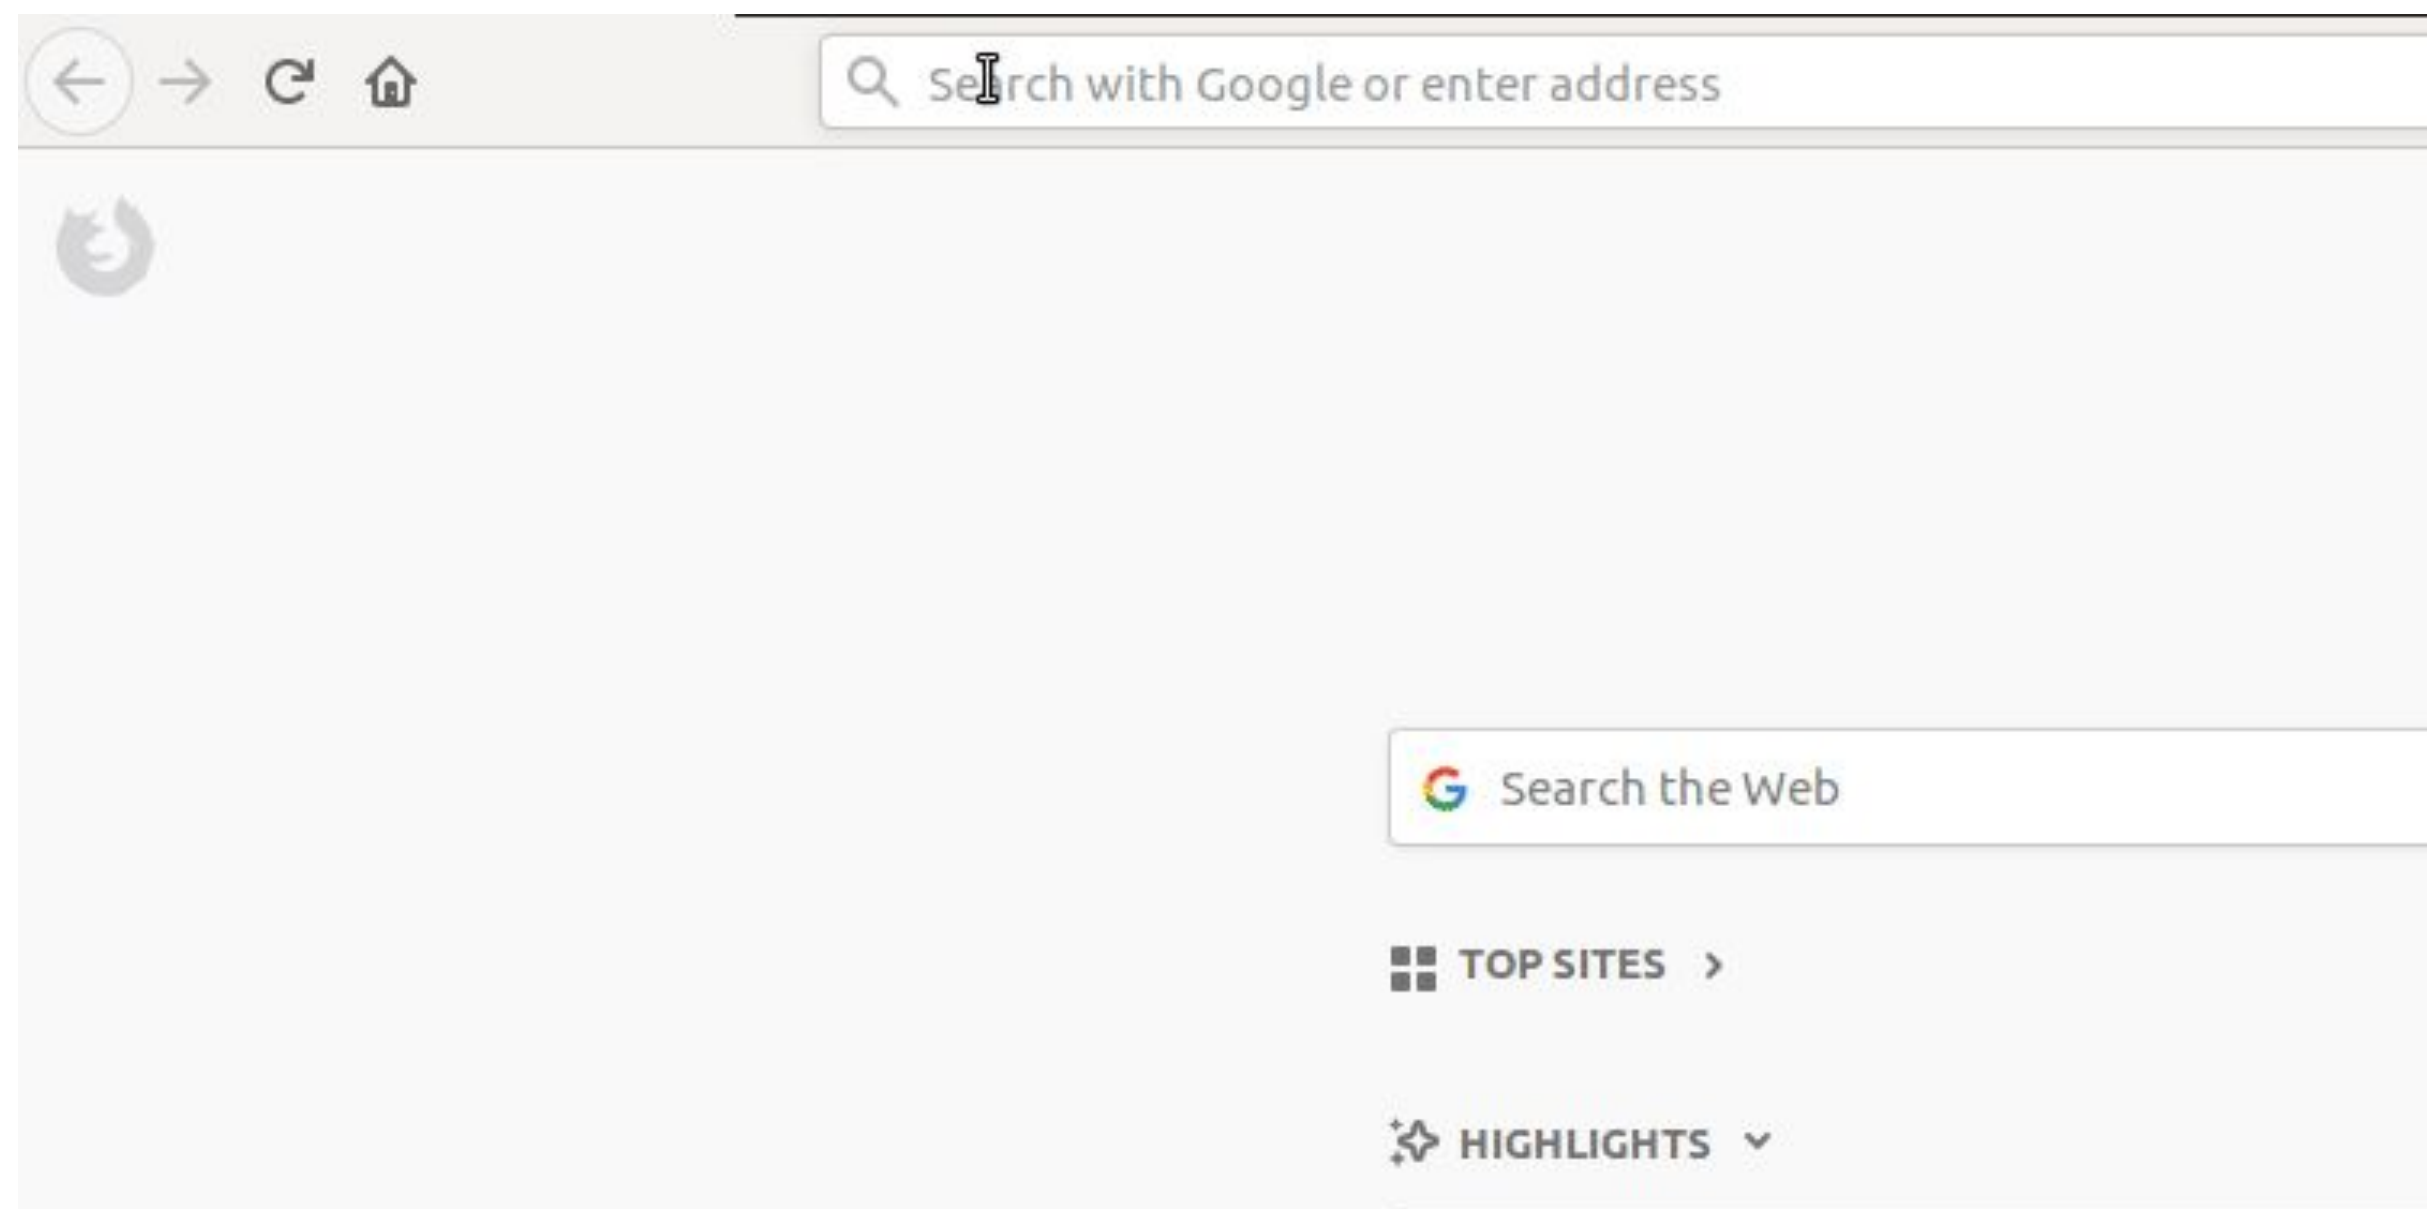 Search with Google or enter address
Search the Web
TOP SITES
HIGHLIGHTS